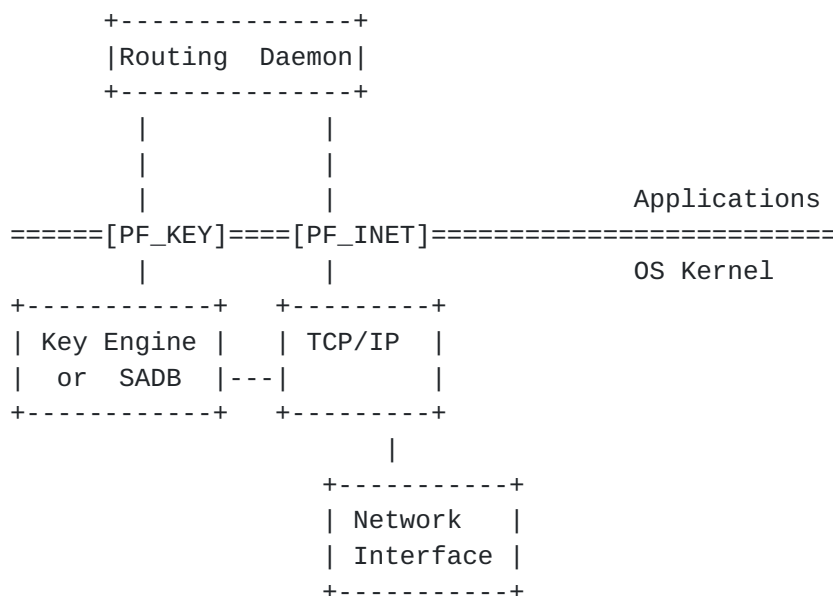 +---------------+
|Routing  Daemon|
+---------------+
|           |
|           |
|           |                   Applications
======[PF_KEY]====[PF_INET]==========================
|           |                   OS Kernel
+------------+   +---------+
| Key Engine |   | TCP/IP  |
|  or  SADB  |---|         |
+------------+   +---------+
|
+-----------+
| Network   |
| Interface |
+-----------+